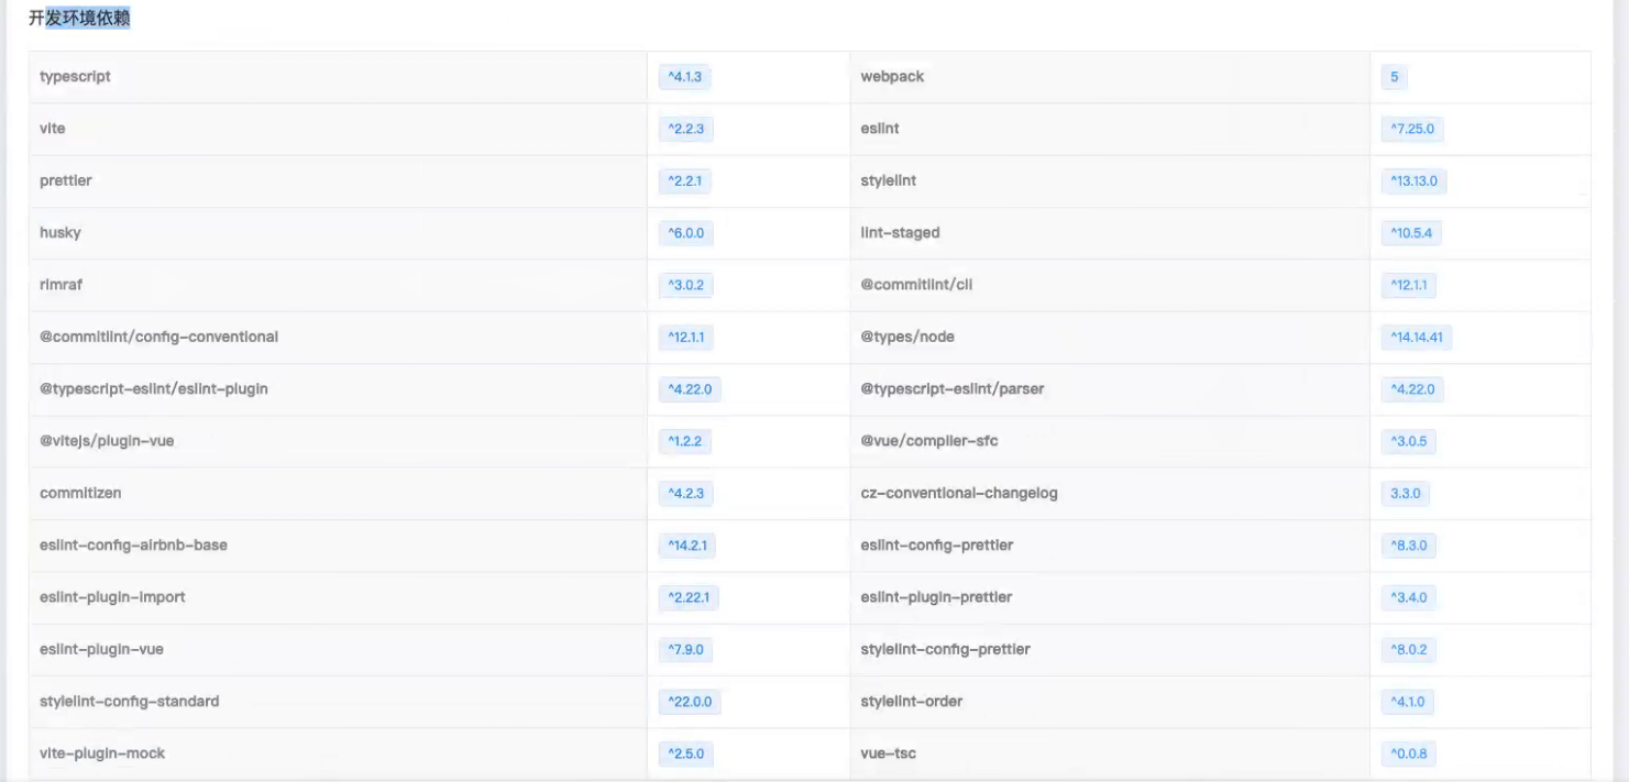 开发环境依赖
typescript ^4.1.3 webpack 5
vite ^2.2.3 eslint ^7.25.0
prettier ^2.2.1 stylelint ^13.13.0
husky ^6.0.0 lint-staged ^10.5.4
rimraf ^3.0.2 @commitlint/cli ^12.1.1
@commitlint/config-conventional ^12.1.1 @types/node ^14.14.41
@typescript-eslint/eslint-plugin ^4.22.0 @typescript-eslint/parser ^4.22.0
@vitejs/plugin-vue ^1.2.2 @vue/compiler-sfc ^3.0.5
commitizen ^4.2.3 cz-conventional-changelog 3.3.0
eslint-config-airbnb-base ^14.2.1 eslint-config-prettier ^8.3.0
eslint-plugin-import ^2.22.1 eslint-plugin-prettier ^3.4.0
eslint-plugin-vue ^7.9.0 stylelint-config-prettier ^8.0.2
stylelint-config-standard ^22.0.0 stylelint-order ^4.1.0
vite-plugin-mock ^2.5.0 vue-tsc ^0.0.8